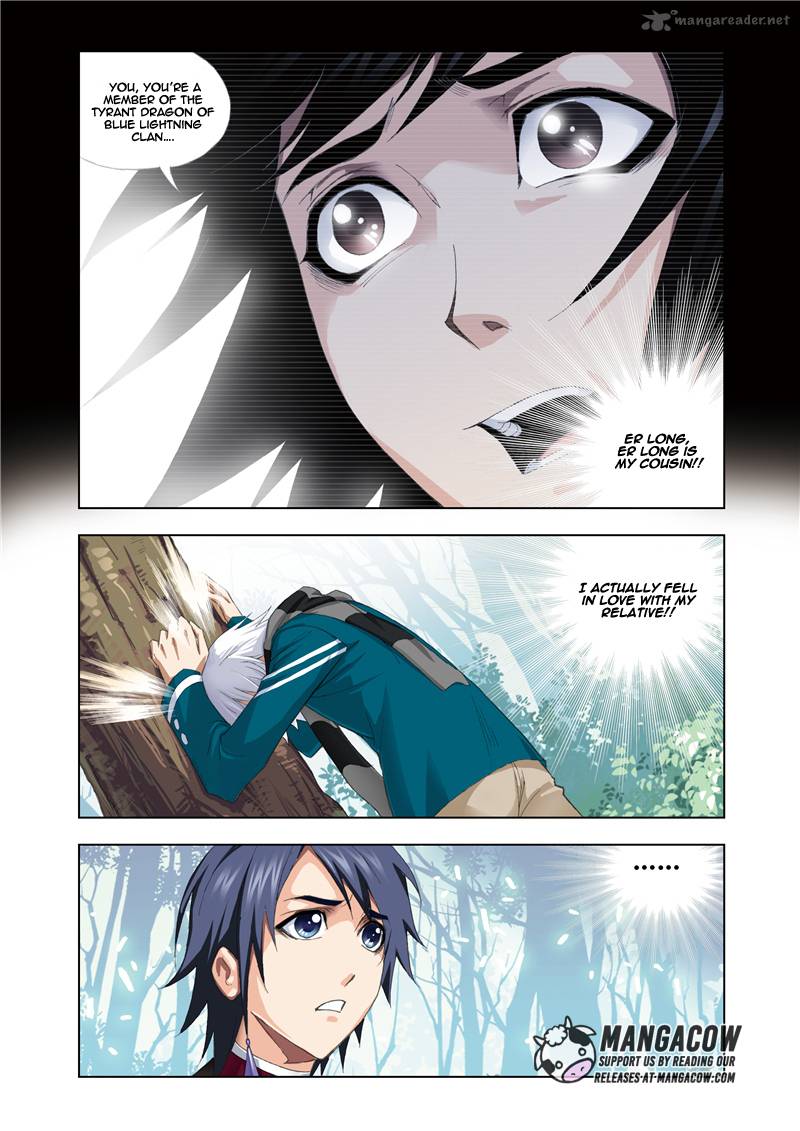 mangareader.net
YOU, YOU'RE A
MEMBER OF THE
TYRANT DRAGON OF
BLUE LIGHTNING
CLAN....
ER LONG,
ER LONG IS
MY COUSIN!!
I ACTUALLY FELL
IN LOVE WITH MY
RELATIVE!!
......
MANGACOW
SUPPORT US BY READING OUR
RELEASES AT MANGACOW.COM